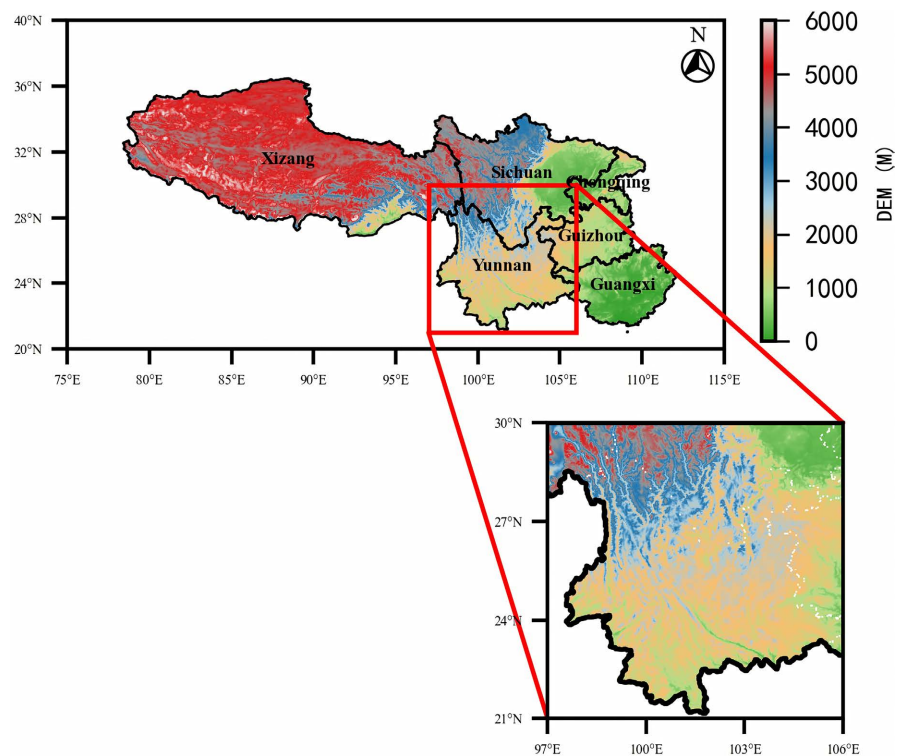 40°N
36°N
32°N
28°N
24°N
20°N
75°E
80°E
85°E
90°E
95°E
100°E
105°E
110°E
115°E
N
Xizang
Sichuan
Chongqing
Guizhou
Yunnan
Guangxi
6000
5000
4000
3000
2000
1000
0
DEM (M)
30°N
27°N
24°N
21°N
97°E
100°E
103°E
106°E